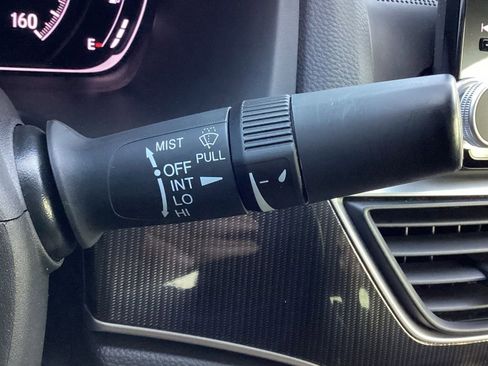 160
E
MIST
OFF
PULL
INT
LO
HI